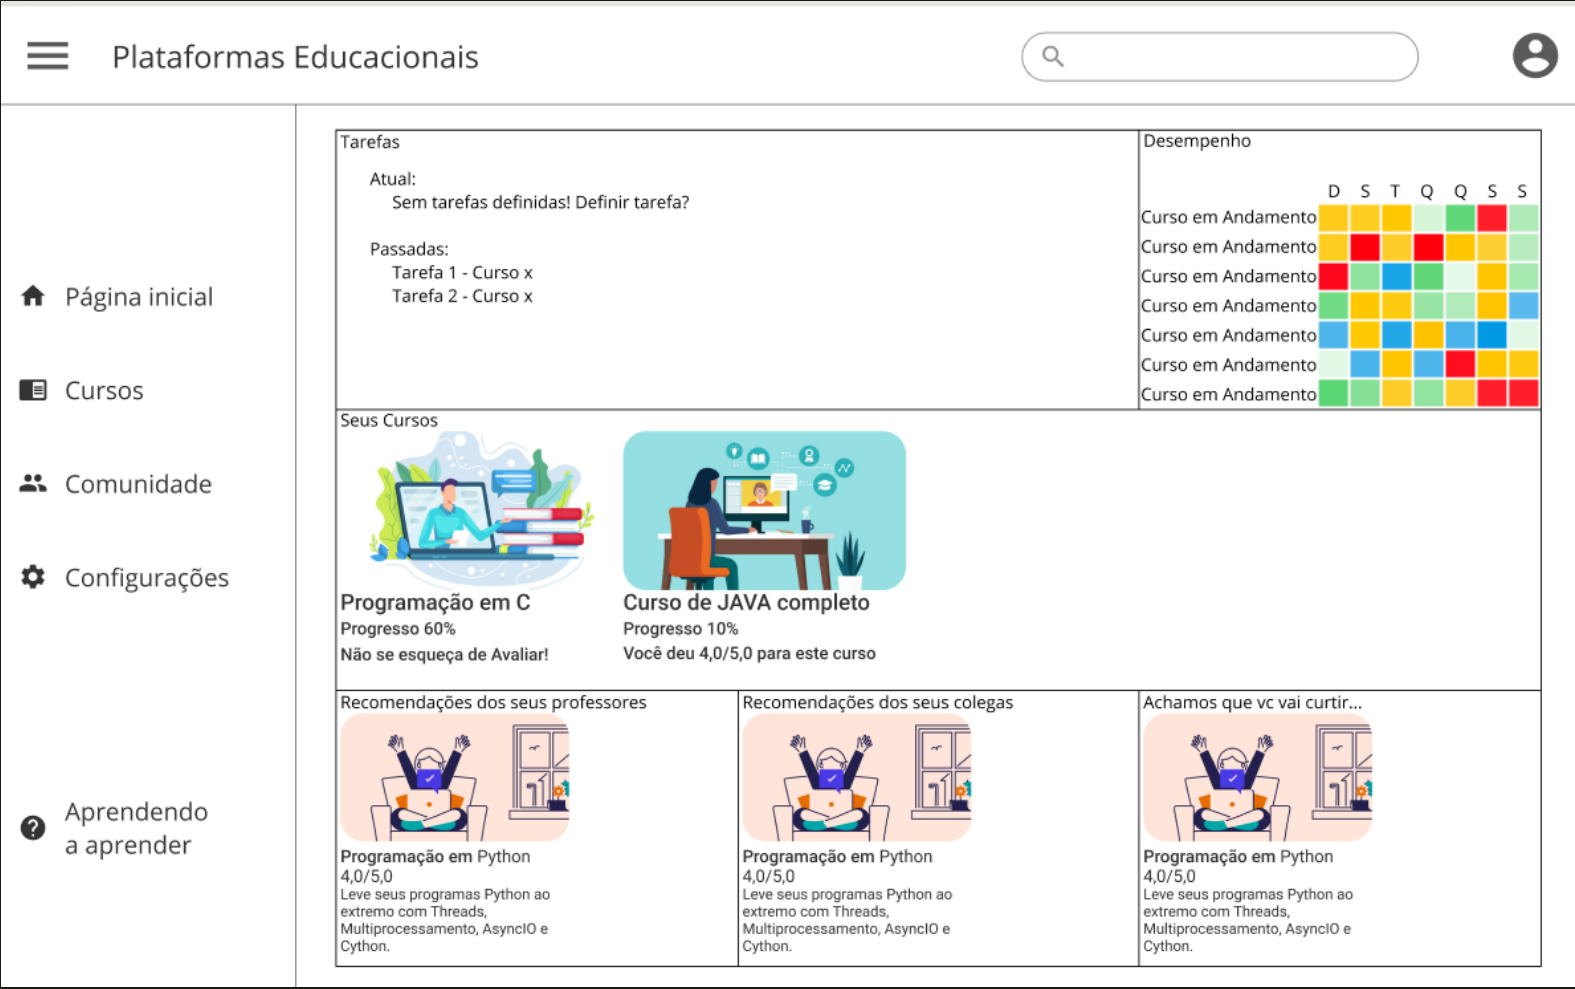 Plataformas Educacionais
Página inicial
Cursos
Comunidade
Configurações
Aprendendo
a aprender
Tarefas
Atual:
Sem tarefas definidas! Definir tarefa?
Passadas:
Tarefa 1 - Curso x
Tarefa 2 - Curso x
Desempenho
D S T Q Q S S
Curso em Andamento
Curso em Andamento
Curso em Andamento
Curso em Andamento
Curso em Andamento
Curso em Andamento
Curso em Andamento
Seus Cursos
Programação em C
Progresso 60%
Não se esqueça de Avaliar!
Curso de JAVA completo
Progresso 10%
Você deu 4,0/5,0 para este curso
Recomendações dos seus professores
Programação em Python
4,0/5,0
Leve seus programas Python ao
extremo com Threads,
Multiprocessamento, AsyncIO e
Cython.
Recomendações dos seus colegas
Programação em Python
4,0/5,0
Leve seus programas Python ao
extremo com Threads,
Multiprocessamento, AsyncIO e
Cython.
Achamos que vc vai curtir...
Programação em Python
4,0/5,0
Leve seus programas Python ao
extremo com Threads,
Multiprocessamento, AsyncIO e
Cython.